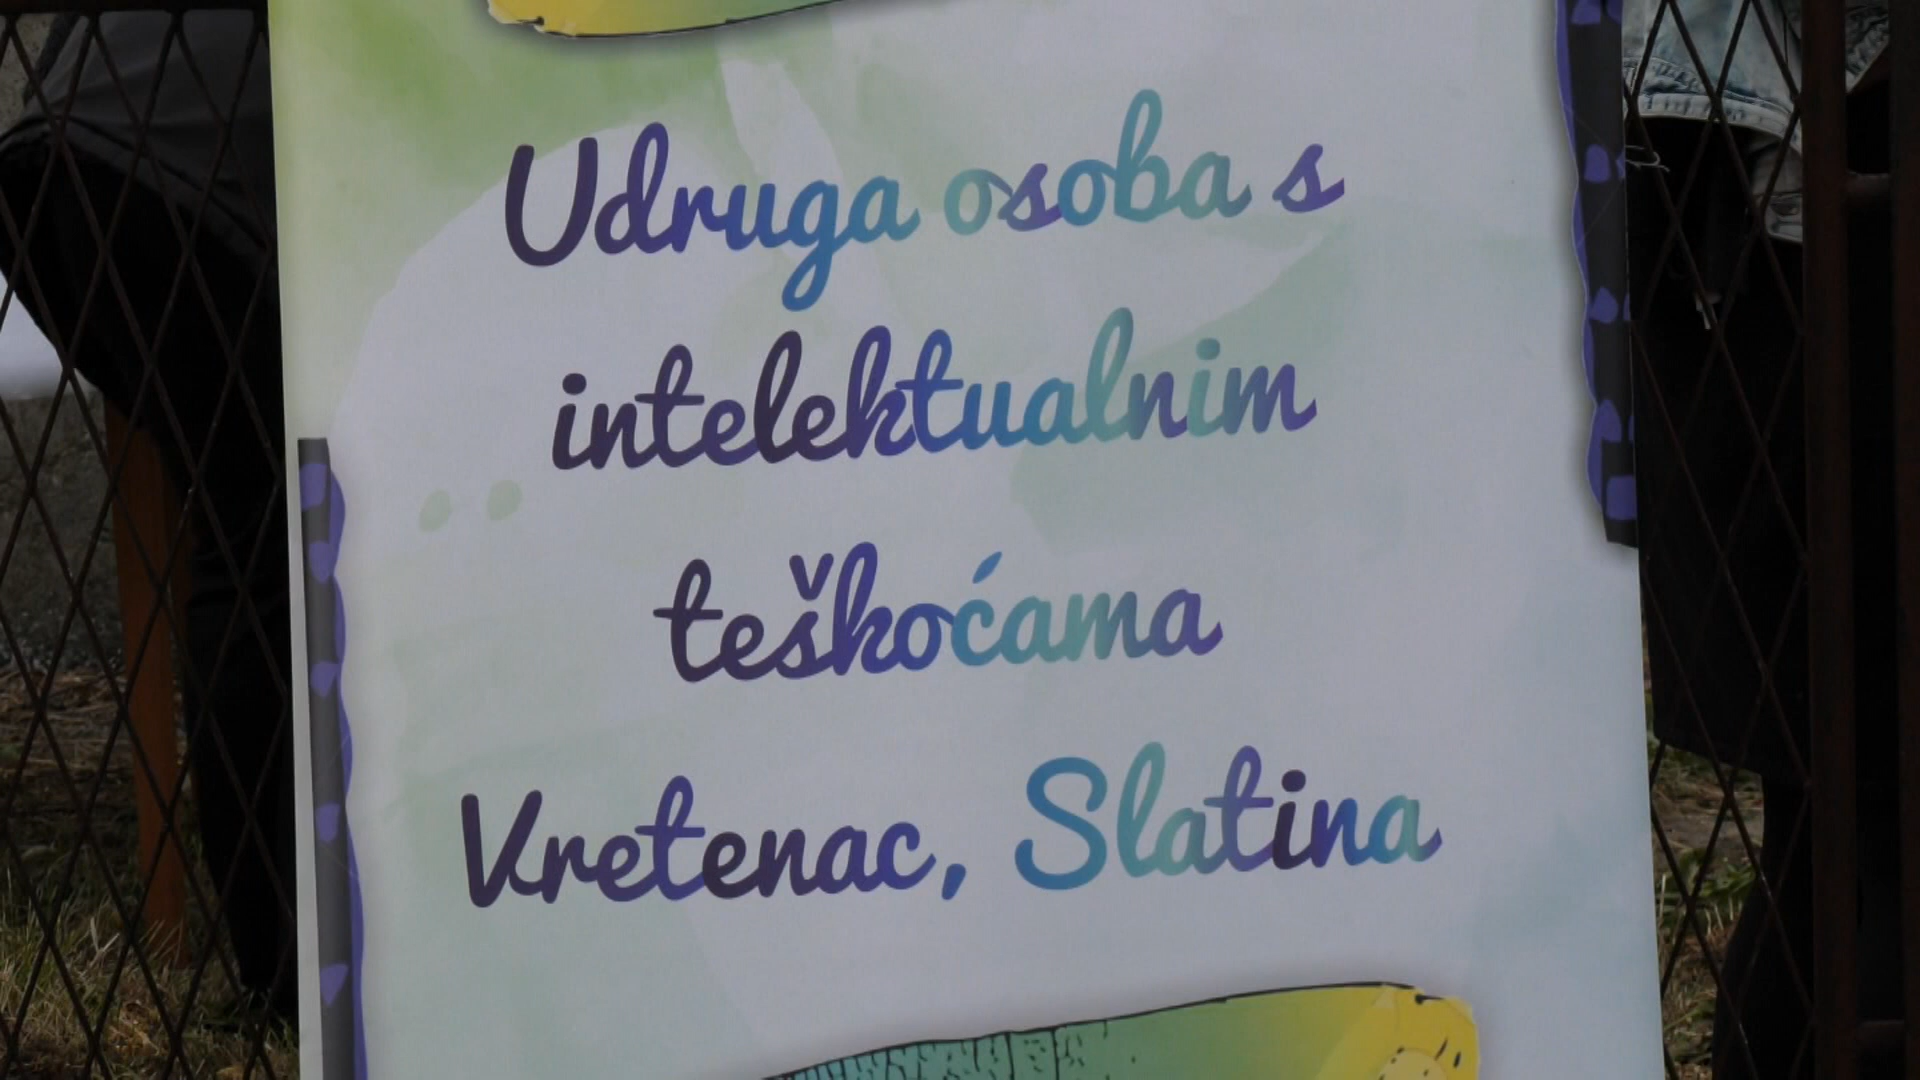 Udruga osoba s
intelektualnim
teškoćama
Vretenac, Slatina